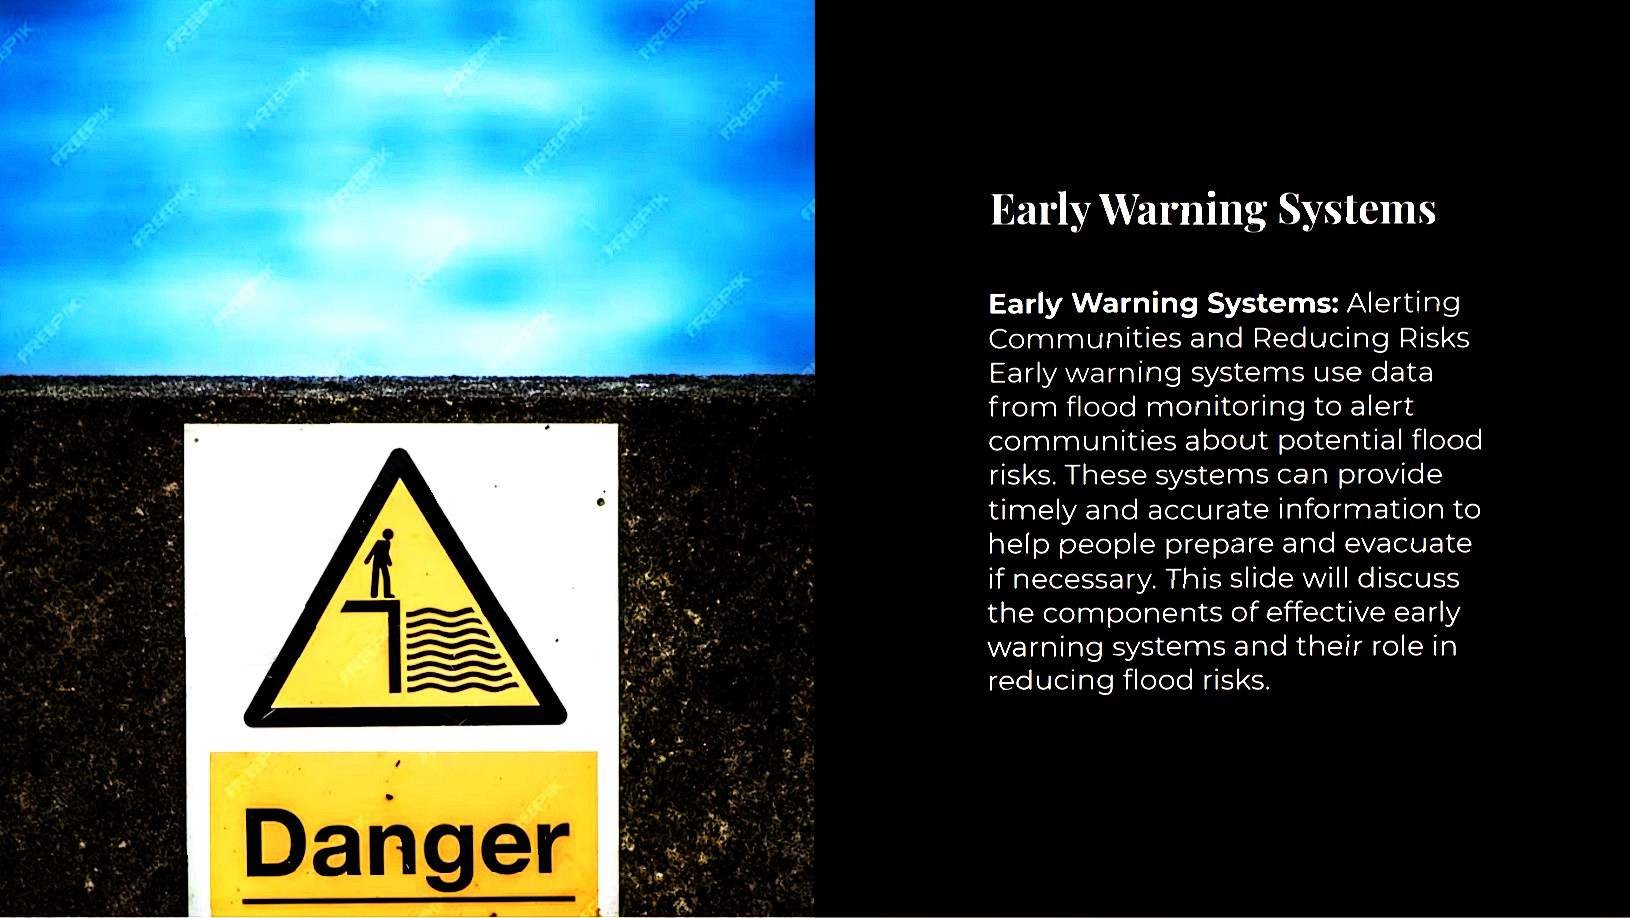 Early Warning Systems
Early Warning Systems: Alerting
Communities and Reducing Risks
Early warning systems use data
from flood monitoring to alert
communities about potential flood
risks. These systems can provide
timely and accurate information to
help people prepare and evacuate
if necessary. This slide will discuss
the components of effective early
warning systems and their role in
reducing flood risks.
Danger
FREEPIK